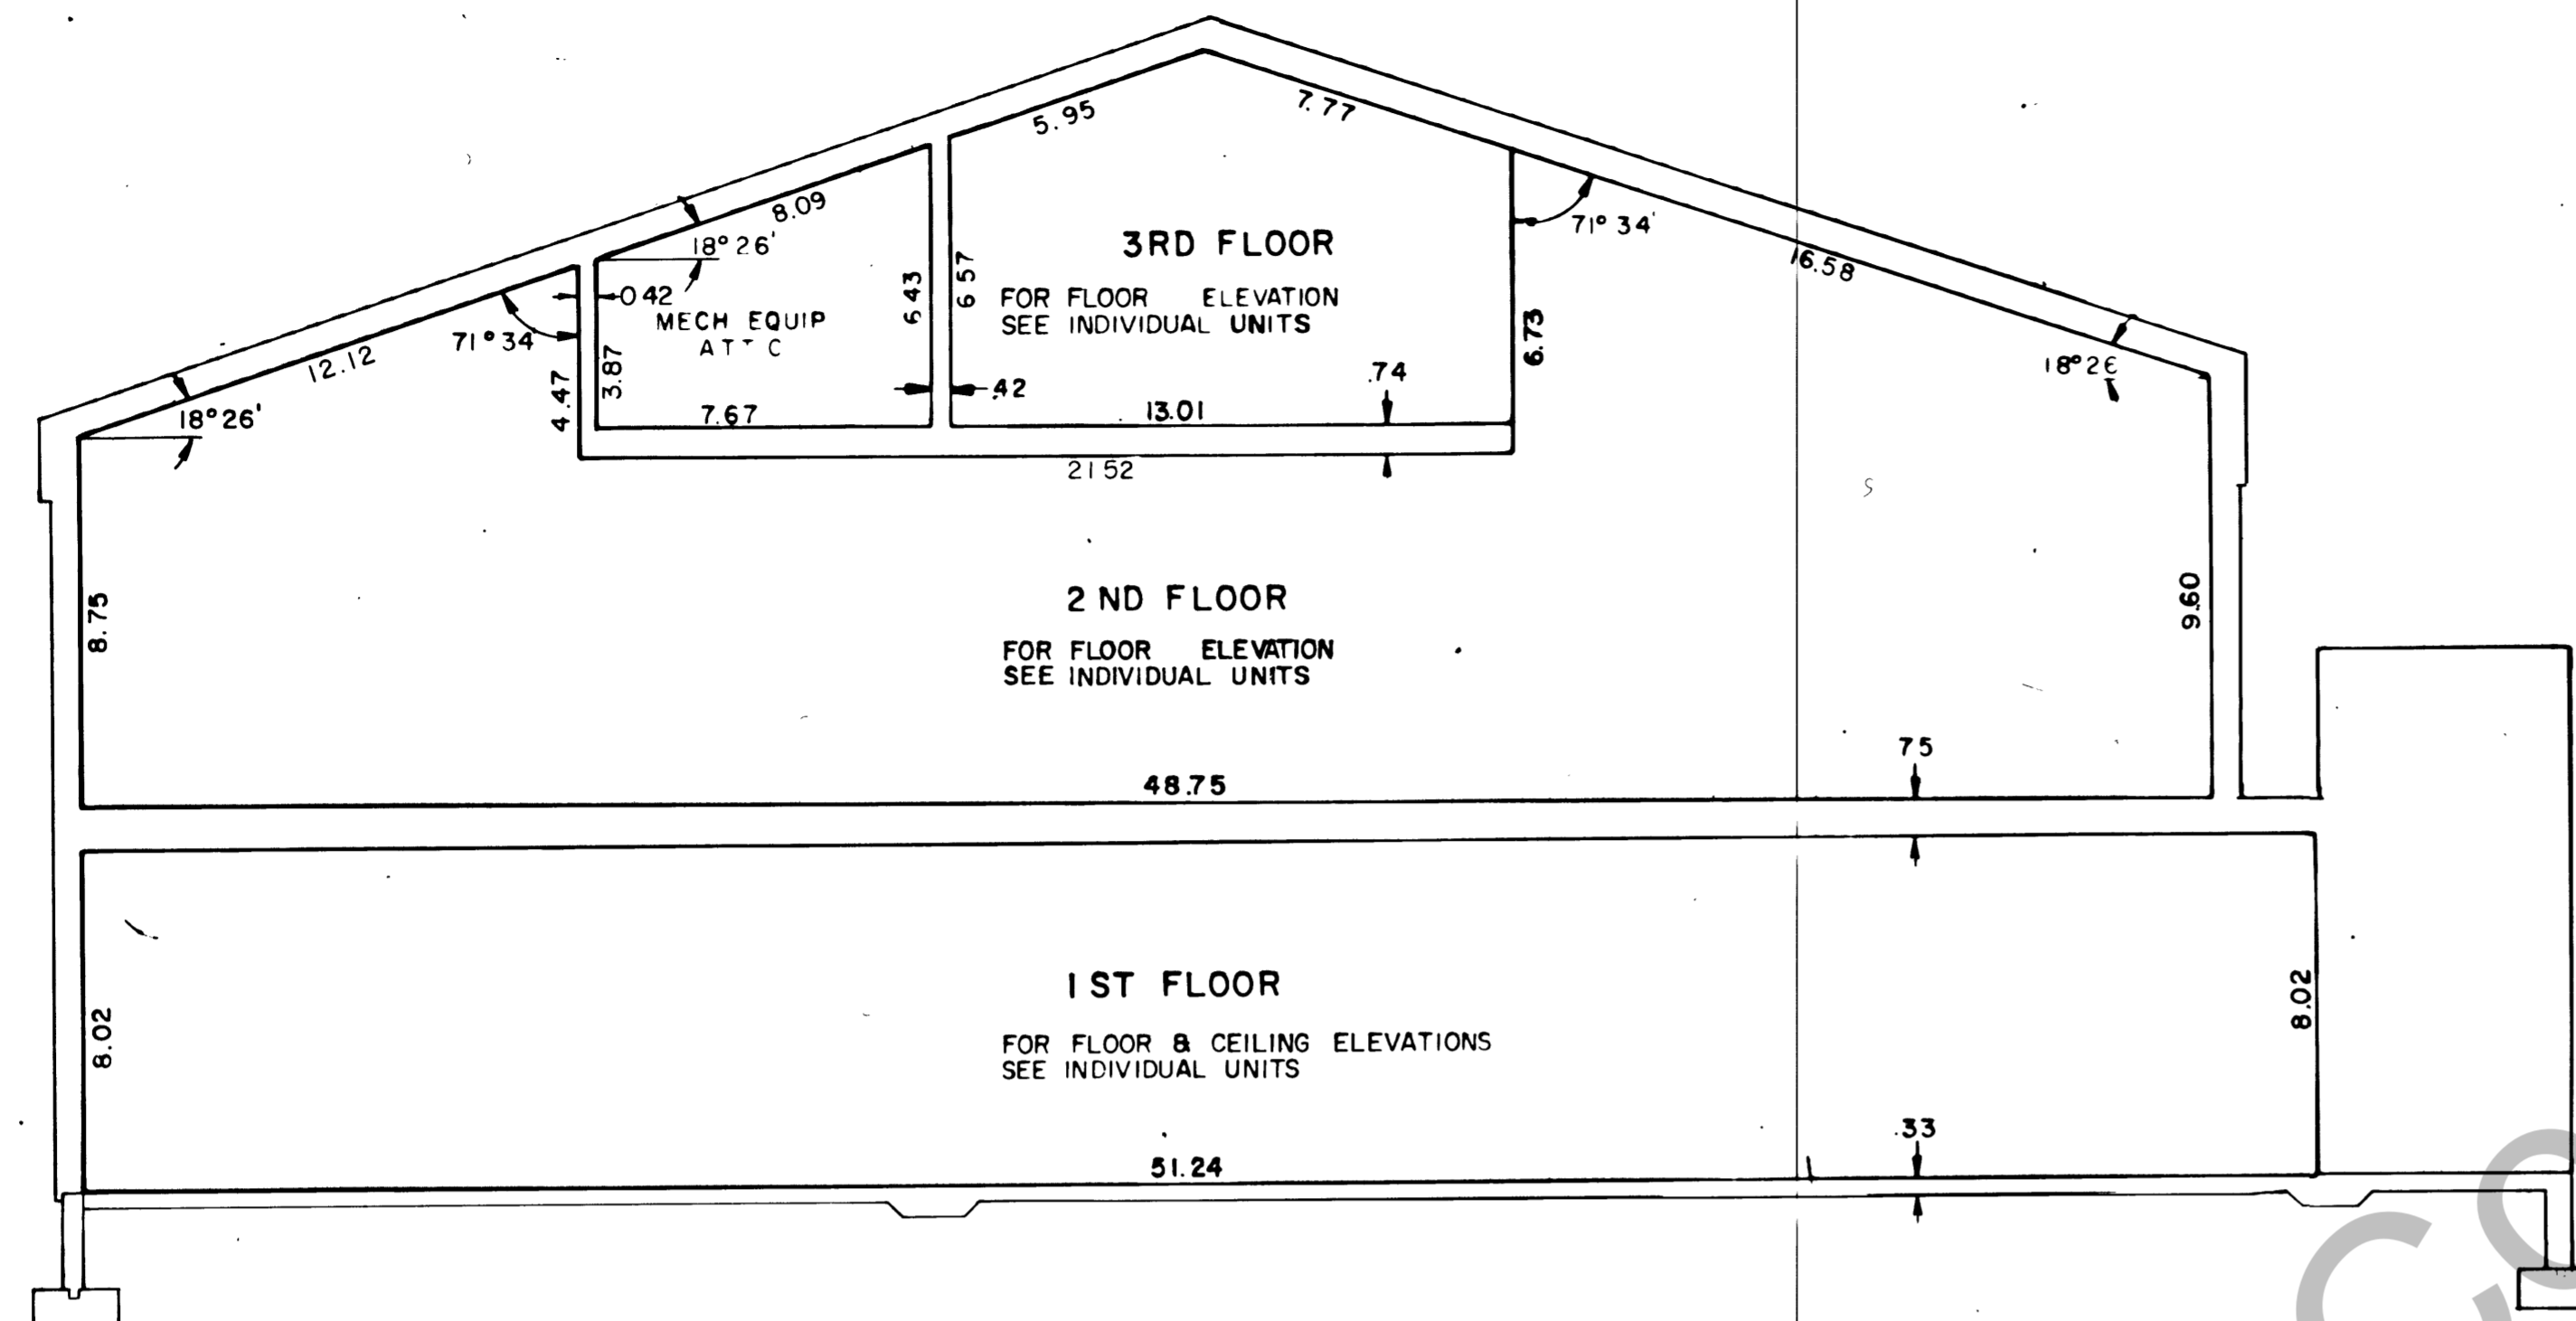 5.95
7.77
8.09
18° 26'
3RD FLOOR
71° 34'
16.58
FOR FLOOR ELEVATION
SEE INDIVIDUAL UNITS
0 42
MECH EQUIP
6 43
6 57
6.73
71° 34
12.12
18° 26'
4.47
3.87
7.67
.42
13.01
.74
18° 2
21 52
2 ND FLOOR
FOR FLOOR ELEVATION
SEE INDIVIDUAL UNITS
8.75
9.60
75
48.75
1 ST FLOOR
FOR FLOOR & CEILING ELEVATIONS
SEE INDIVIDUAL UNITS
8.02
8.02
.33
51.24